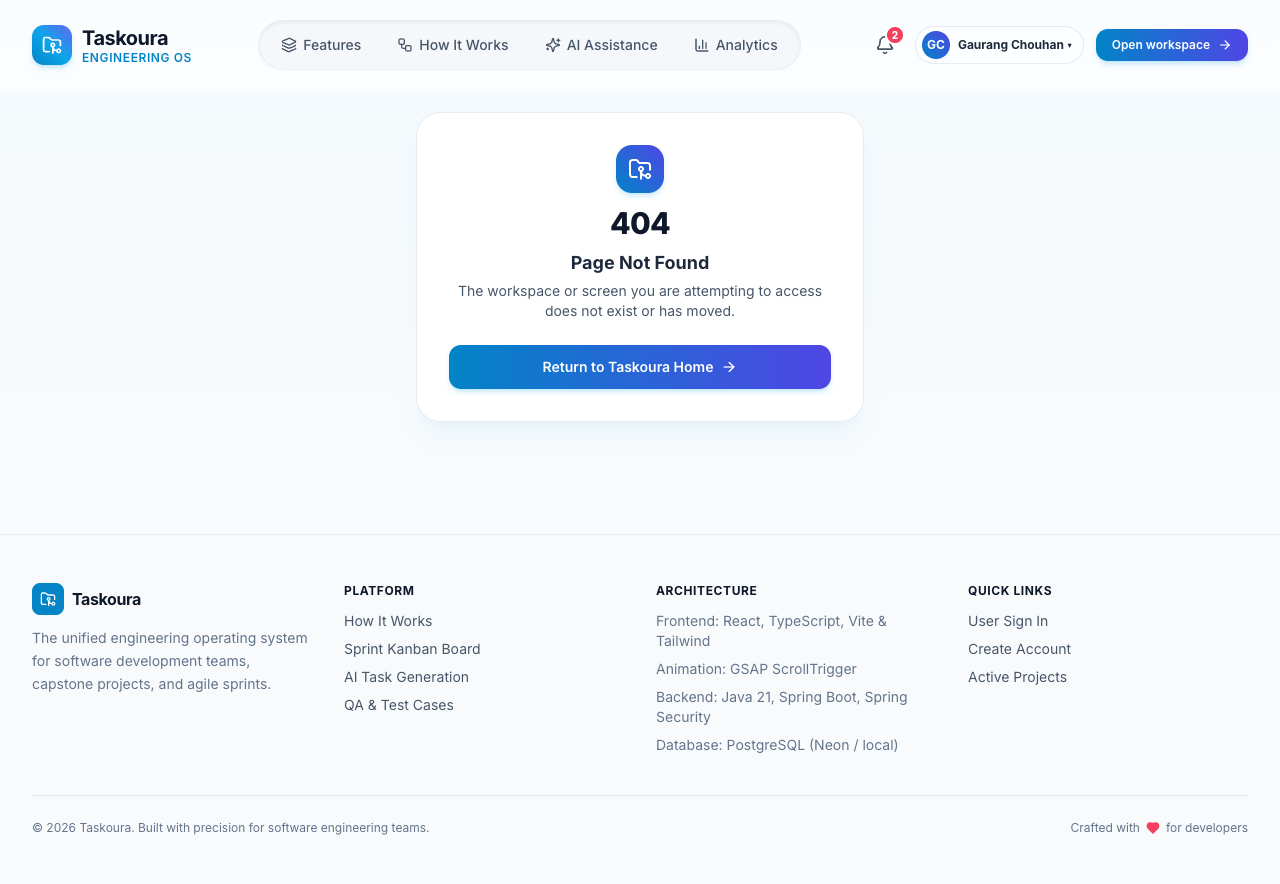 Taskoura
ENGINEERING OS
Features
How It Works
AI Assistance
Analytics
2
GC
Gaurang Chouhan
Open workspace
404
Page Not Found
The workspace or screen you are attempting to access
does not exist or has moved.
Return to Taskoura Home
Taskoura
The unified engineering operating system
for software development teams,
capstone projects, and agile sprints.
PLATFORM
How It Works
Sprint Kanban Board
AI Task Generation
QA & Test Cases
ARCHITECTURE
Frontend: React, TypeScript, Vite &
Tailwind
Animation: GSAP ScrollTrigger
Backend: Java 21, Spring Boot, Spring
Security
Database: PostgreSQL (Neon / local)
QUICK LINKS
User Sign In
Create Account
Active Projects
© 2026 Taskoura. Built with precision for software engineering teams.
Crafted with ♥ for developers